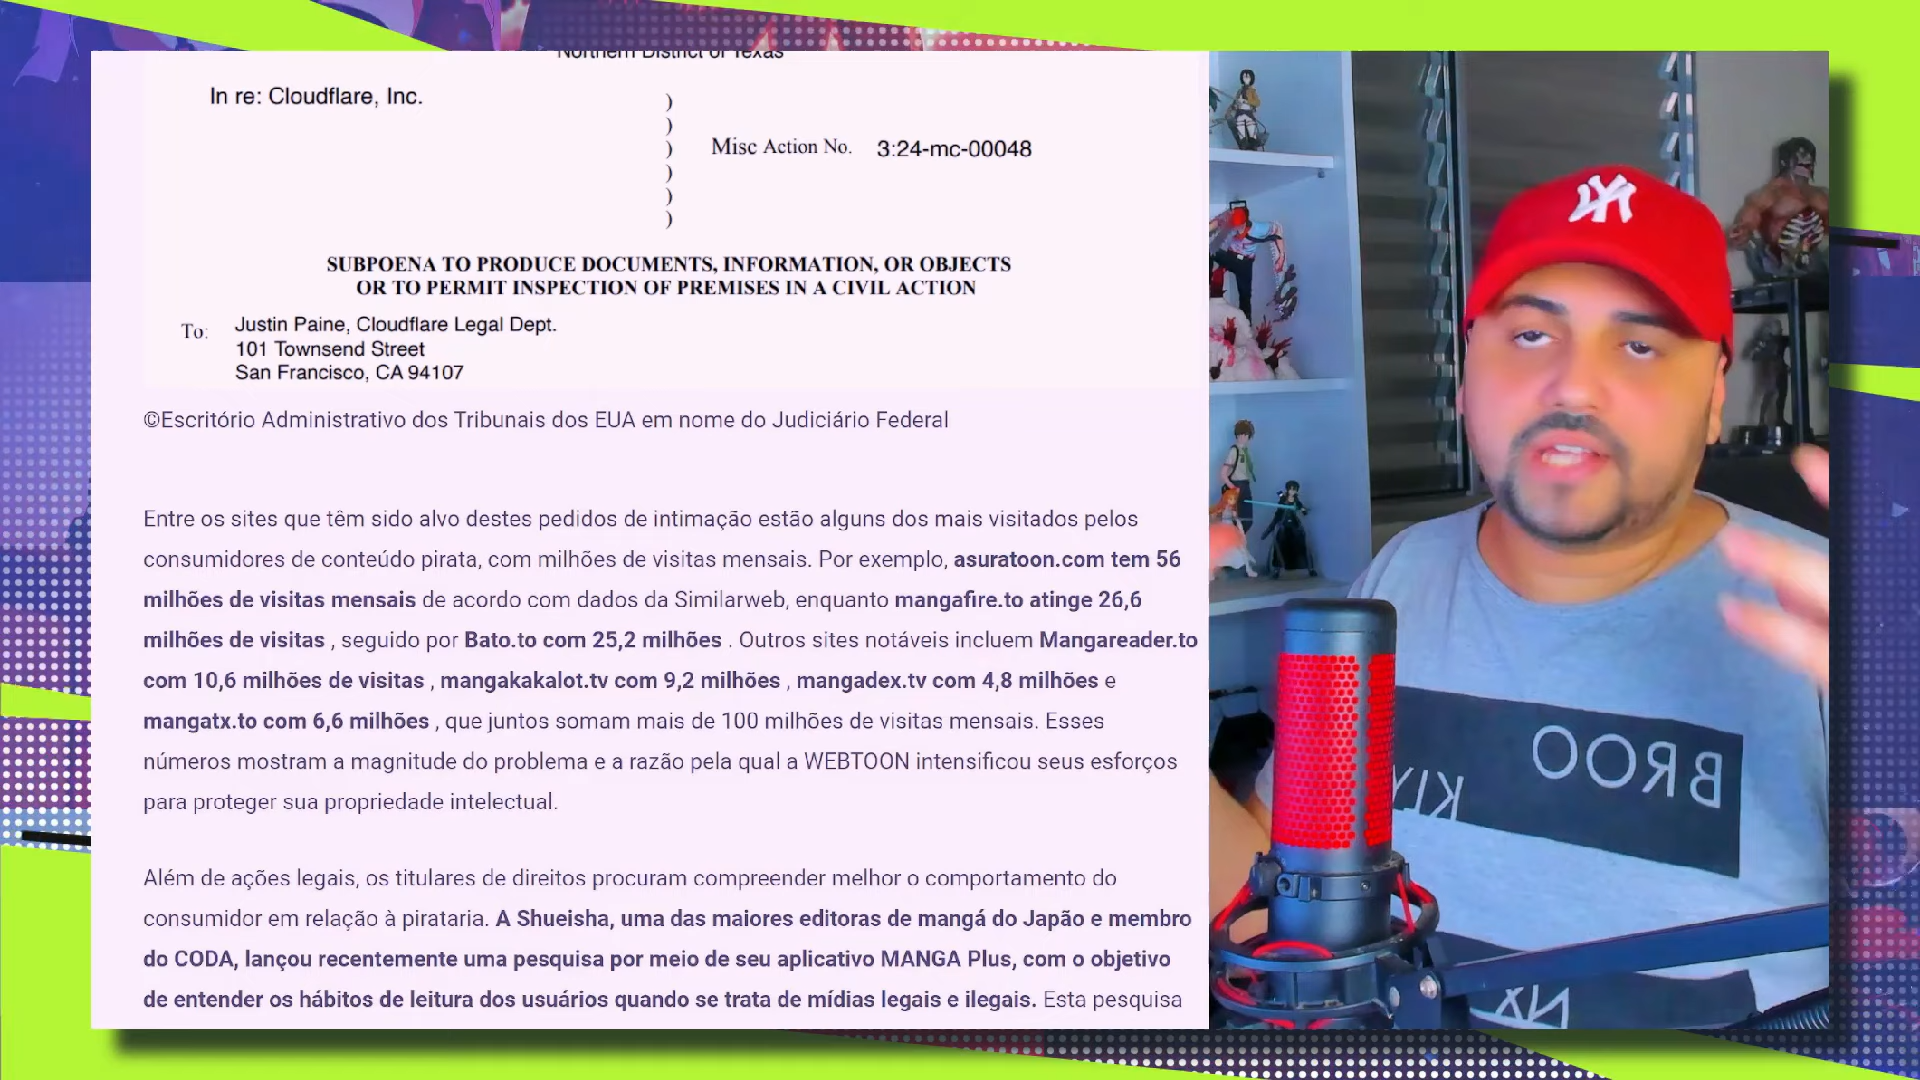 Northern District of Texas
In re: Cloudflare, Inc.
)
)
)
)
)
)
Misc Action No. 3:24-mc-00048
SUBPOENA TO PRODUCE DOCUMENTS, INFORMATION, OR OBJECTS
OR TO PERMIT INSPECTION OF PREMISES IN A CIVIL ACTION
To: Justin Paine, Cloudflare Legal Dept.
101 Townsend Street
San Francisco, CA 94107
©Escritório Administrativo dos Tribunais dos EUA em nome do Judiciário Federal
Entre os sites que têm sido alvo destes pedidos de intimação estão alguns dos mais visitados pelos
consumidores de conteúdo pirata, com milhões de visitas mensais. Por exemplo, asuratoon.com tem 56
milhões de visitas mensais de acordo com dados da Similarweb, enquanto mangafire.to atinge 26,6
milhões de visitas , seguido por Bato.to com 25,2 milhões . Outros sites notáveis incluem Mangareader.to
com 10,6 milhões de visitas , mangakakalot.tv com 9,2 milhões , mangadex.tv com 4,8 milhões e
mangatx.to com 6,6 milhões , que juntos somam mais de 100 milhões de visitas mensais. Esses
números mostram a magnitude do problema e a razão pela qual a WEBTOON intensificou seus esforços
para proteger sua propriedade intelectual.
Além de ações legais, os titulares de direitos procuram compreender melhor o comportamento do
consumidor em relação à pirataria. A Shueisha, uma das maiores editoras de mangá do Japão e membro
do CODA, lançou recentemente uma pesquisa por meio de seu aplicativo MANGA Plus, com o objetivo
de entender os hábitos de leitura dos usuários quando se trata de mídias legais e ilegais. Esta pesquisa
NY
BROO